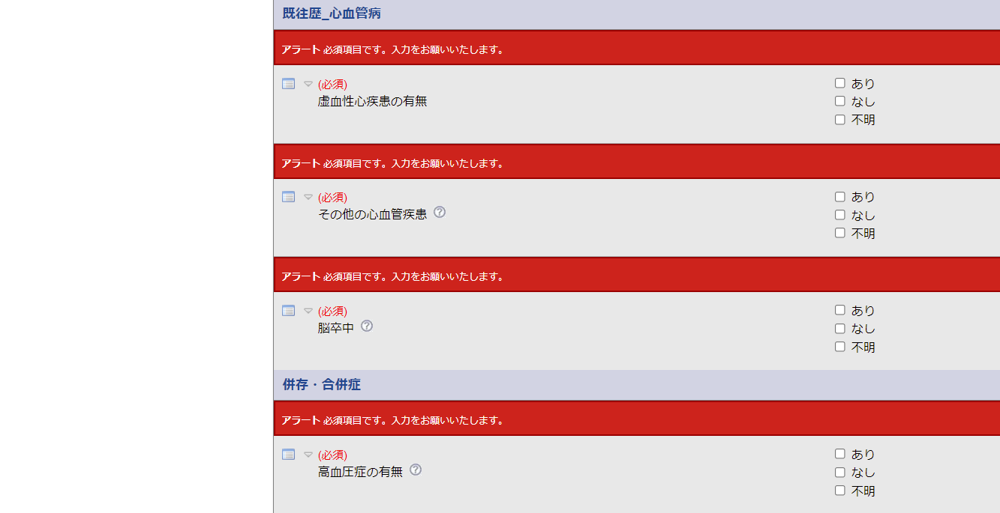 既往歴_心血管病
アラート 必須項目です。入力をお願いいたします。
(必須)
虚血性心疾患の有無
あり
なし
不明
アラート 必須項目です。入力をお願いいたします。
(必須)
その他の心血管疾患
あり
なし
不明
アラート 必須項目です。入力をお願いいたします。
(必須)
脳卒中
あり
なし
不明
併存・合併症
アラート 必須項目です。入力をお願いいたします。
(必須)
高血圧症の有無
あり
なし
不明